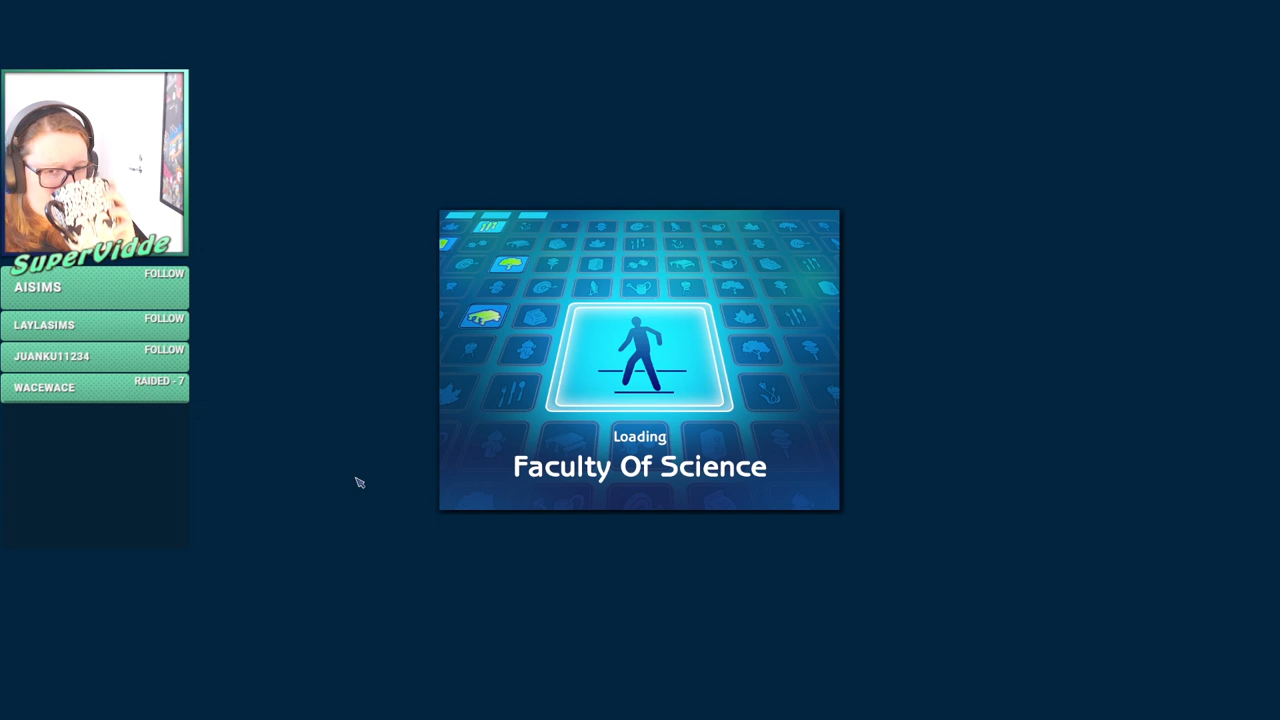 SuperVidde
FOLLOW
AISIMS
FOLLOW
LAYLASIMS
FOLLOW
JUANKU11234
RAIDED - 7
WACEWACE
Loading
Faculty Of Science